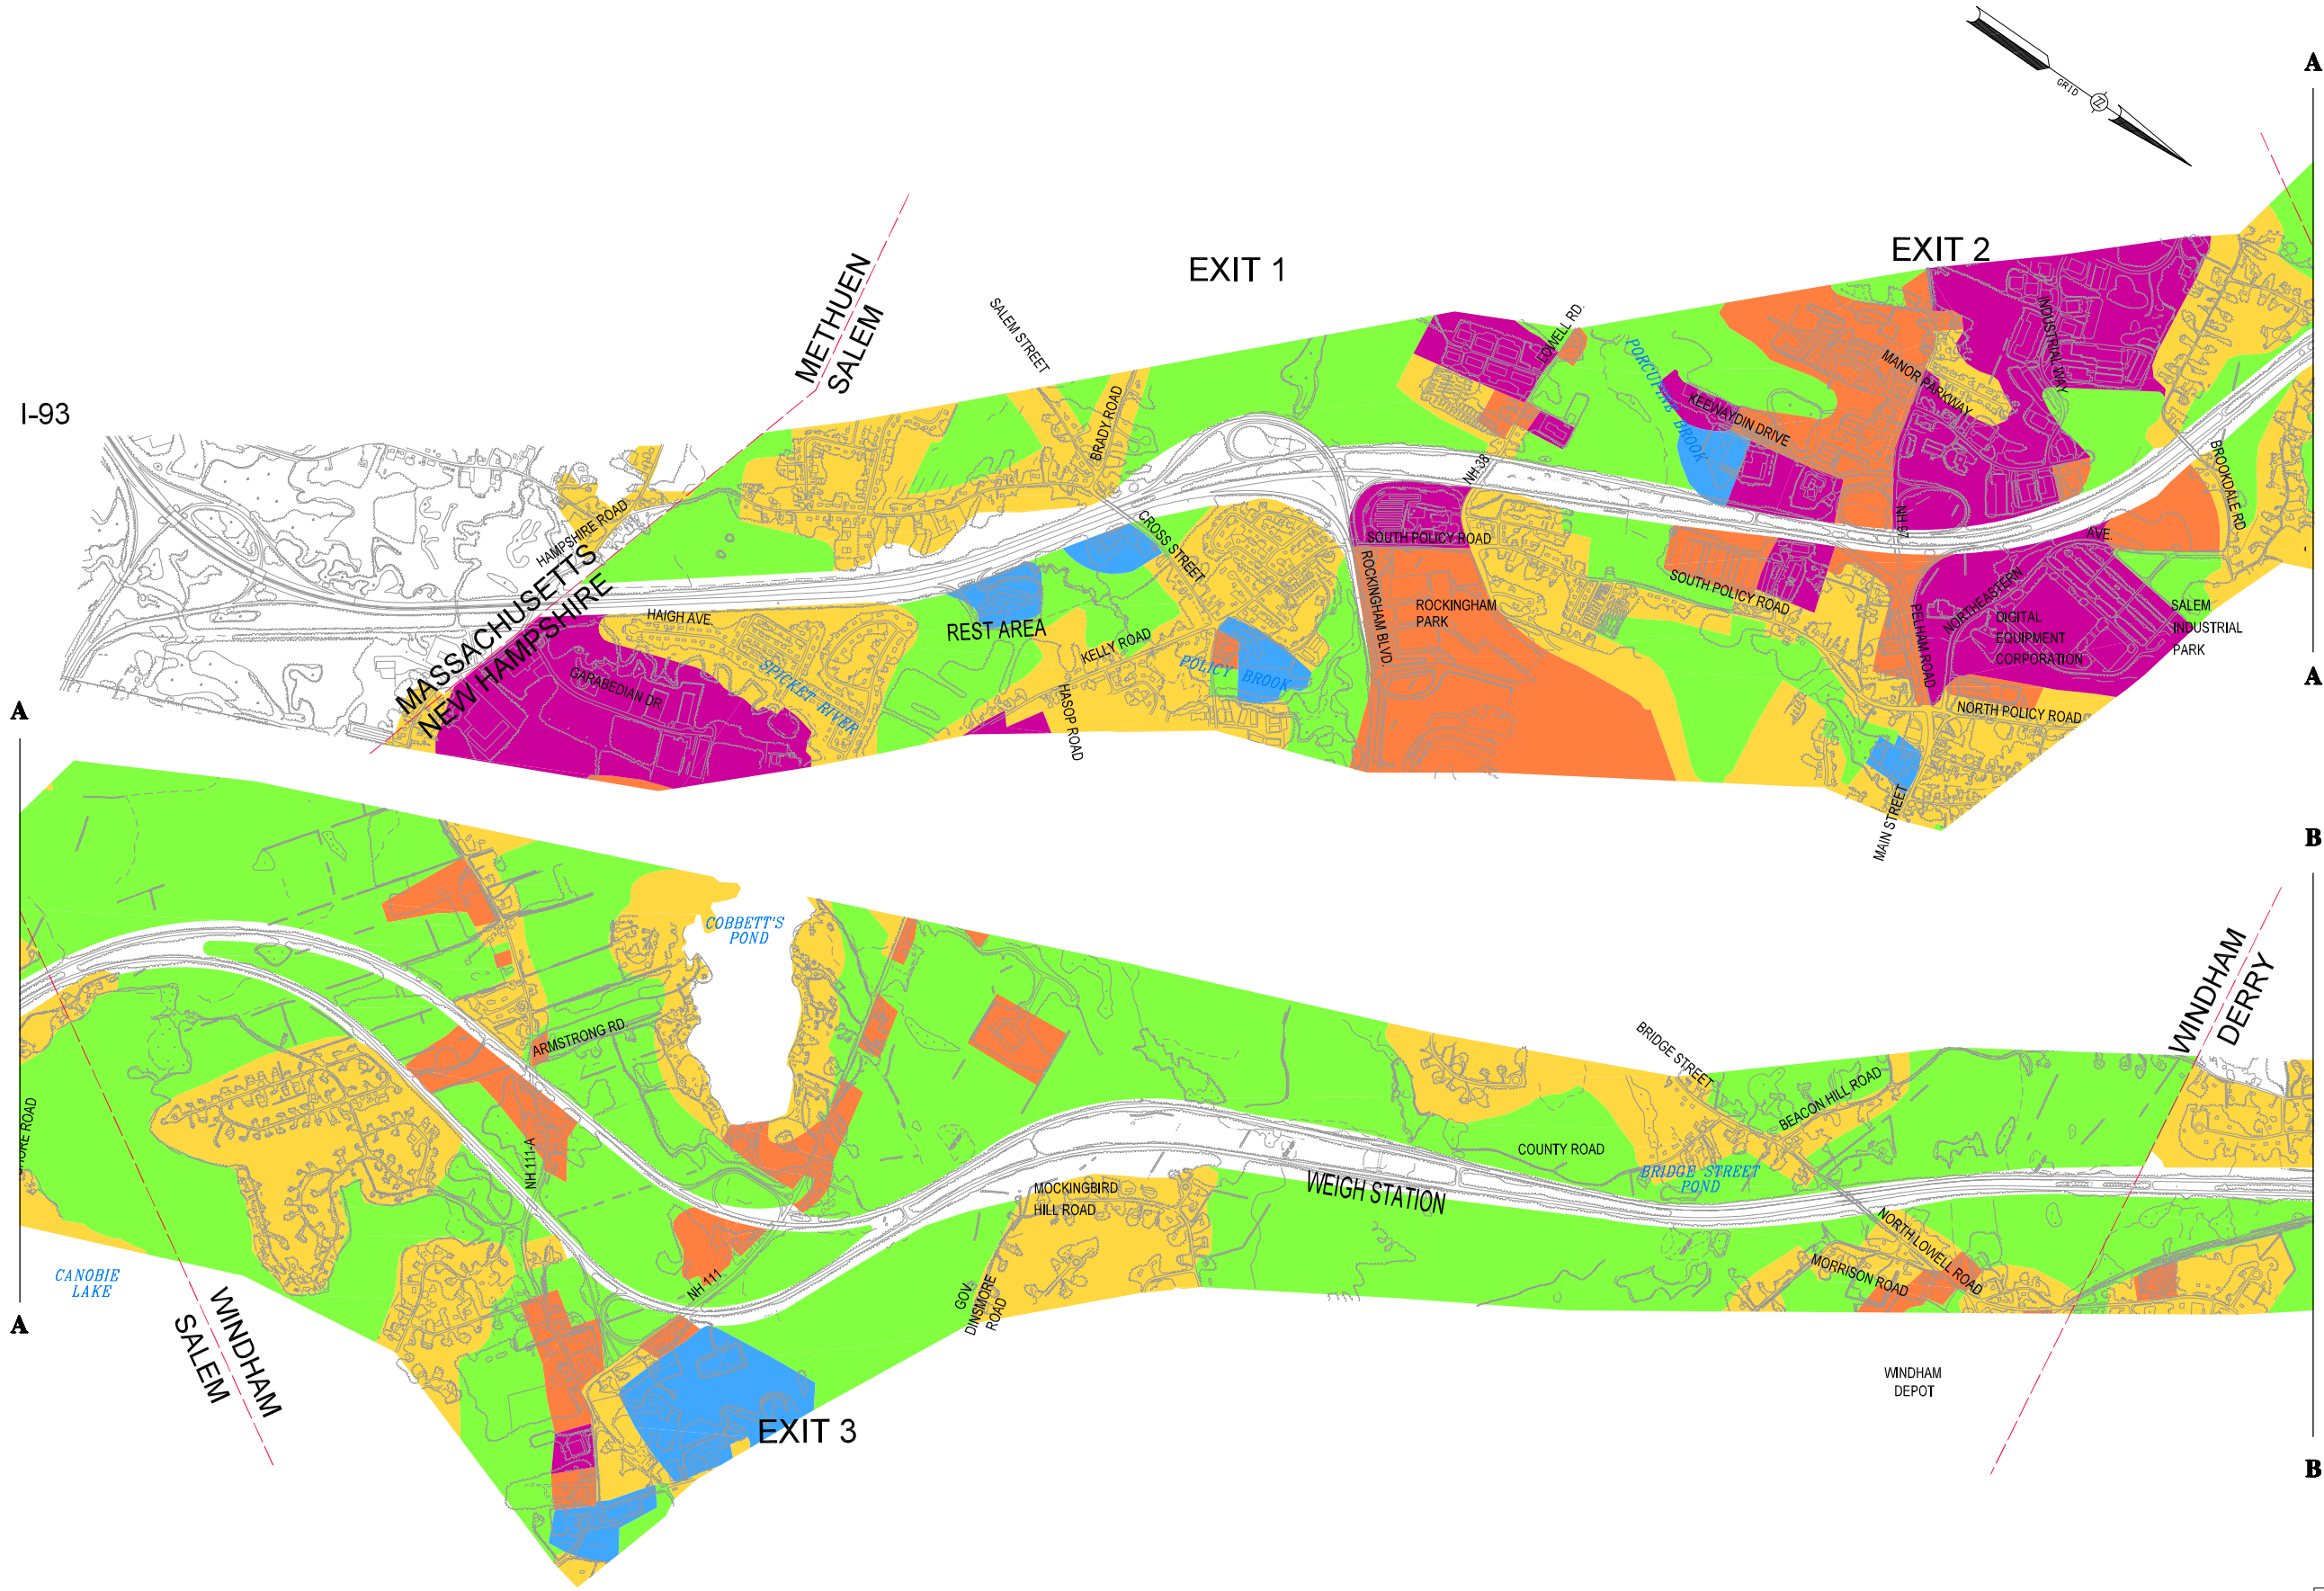 A
GRID
N
EXIT 2
EXIT 1
METHUEN
SALEM
SALEM STREET
LOWELL RD.
PORCUPINE BROOK
INDUSTRIAL WAY
MANOR PARKWAY
I-93
BRADY ROAD
KEEWAYDIN DRIVE
NH 38
BROOKDALE RD
HAMPSHIRE ROAD
CROSS STREET
NH 97
AVE.
SOUTH POLICY ROAD
MASSACHUSETTS
NEW HAMPSHIRE
HAIGH AVE
REST AREA
ROCKINGHAM BLVD.
ROCKINGHAM
PARK
SOUTH POLICY ROAD
PELHAM ROAD
NORTHEASTERN
DIGITAL
EQUIPMENT
CORPORATION
SALEM
INDUSTRIAL
PARK
KELLY ROAD
GARABEDIAN DR
SPICKET RIVER
POLICY BROOK
HASOP ROAD
NORTH POLICY ROAD
A
A
MAIN STREET
B
COBBETT'S
POND
WINDHAM
DERRY
ARMSTRONG RD.
BRIDGE STREET
BEACON HILL ROAD
COUNTY ROAD
NH 111-A
BRIDGE STREET
POND
MOCKINGBIRD
HILL ROAD
WEIGH STATION
NORTH LOWELL ROAD
MORRISON ROAD
CANOBIE
LAKE
NH 111
GOV.
DINSMORE
ROAD
A
WINDHAM
SALEM
WINDHAM
DEPOT
EXIT 3
B